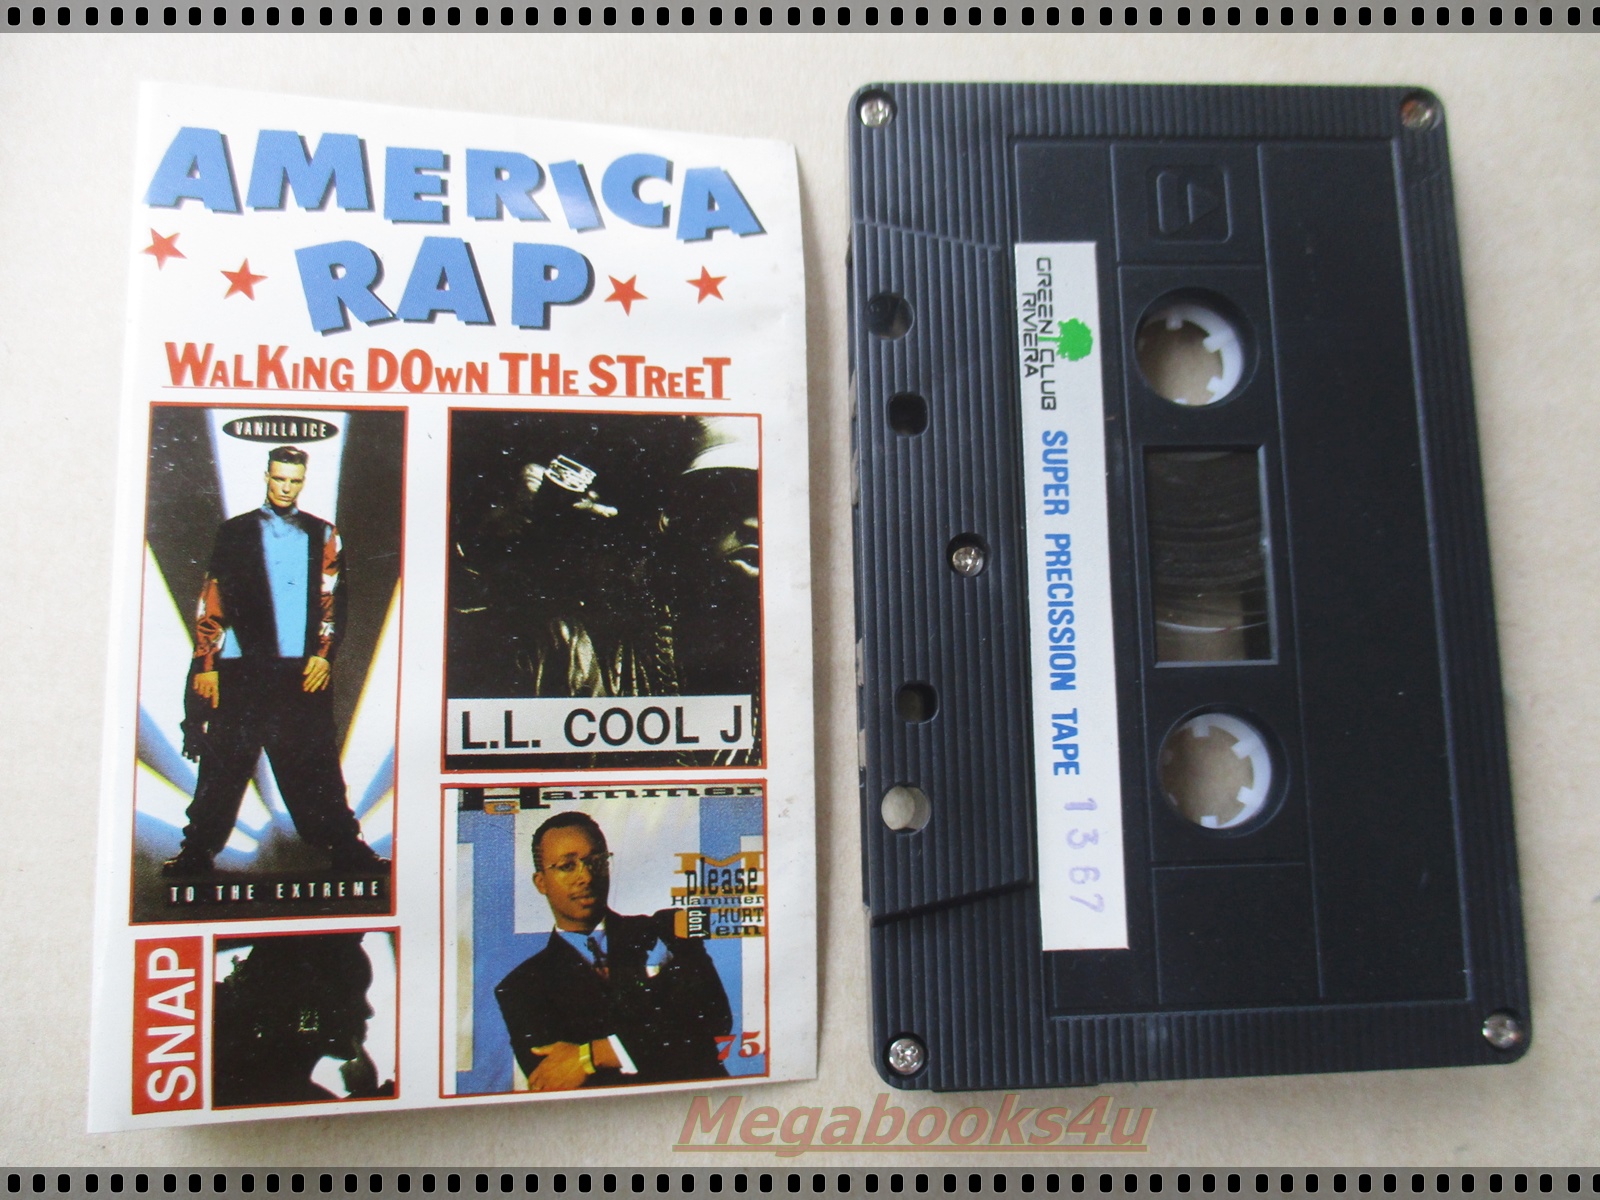 AMERICA
RAP
WALKING DOWN THE STREET
VANILLA ICE
TO THE EXTREME
L.L. COOL J
SNAP
Hammer
please
Hammer
don't
HURT
'em
75
GREEN CLUB
RIVIERA
SUPER PRECISSION TAPE 1367
Megabooks4u